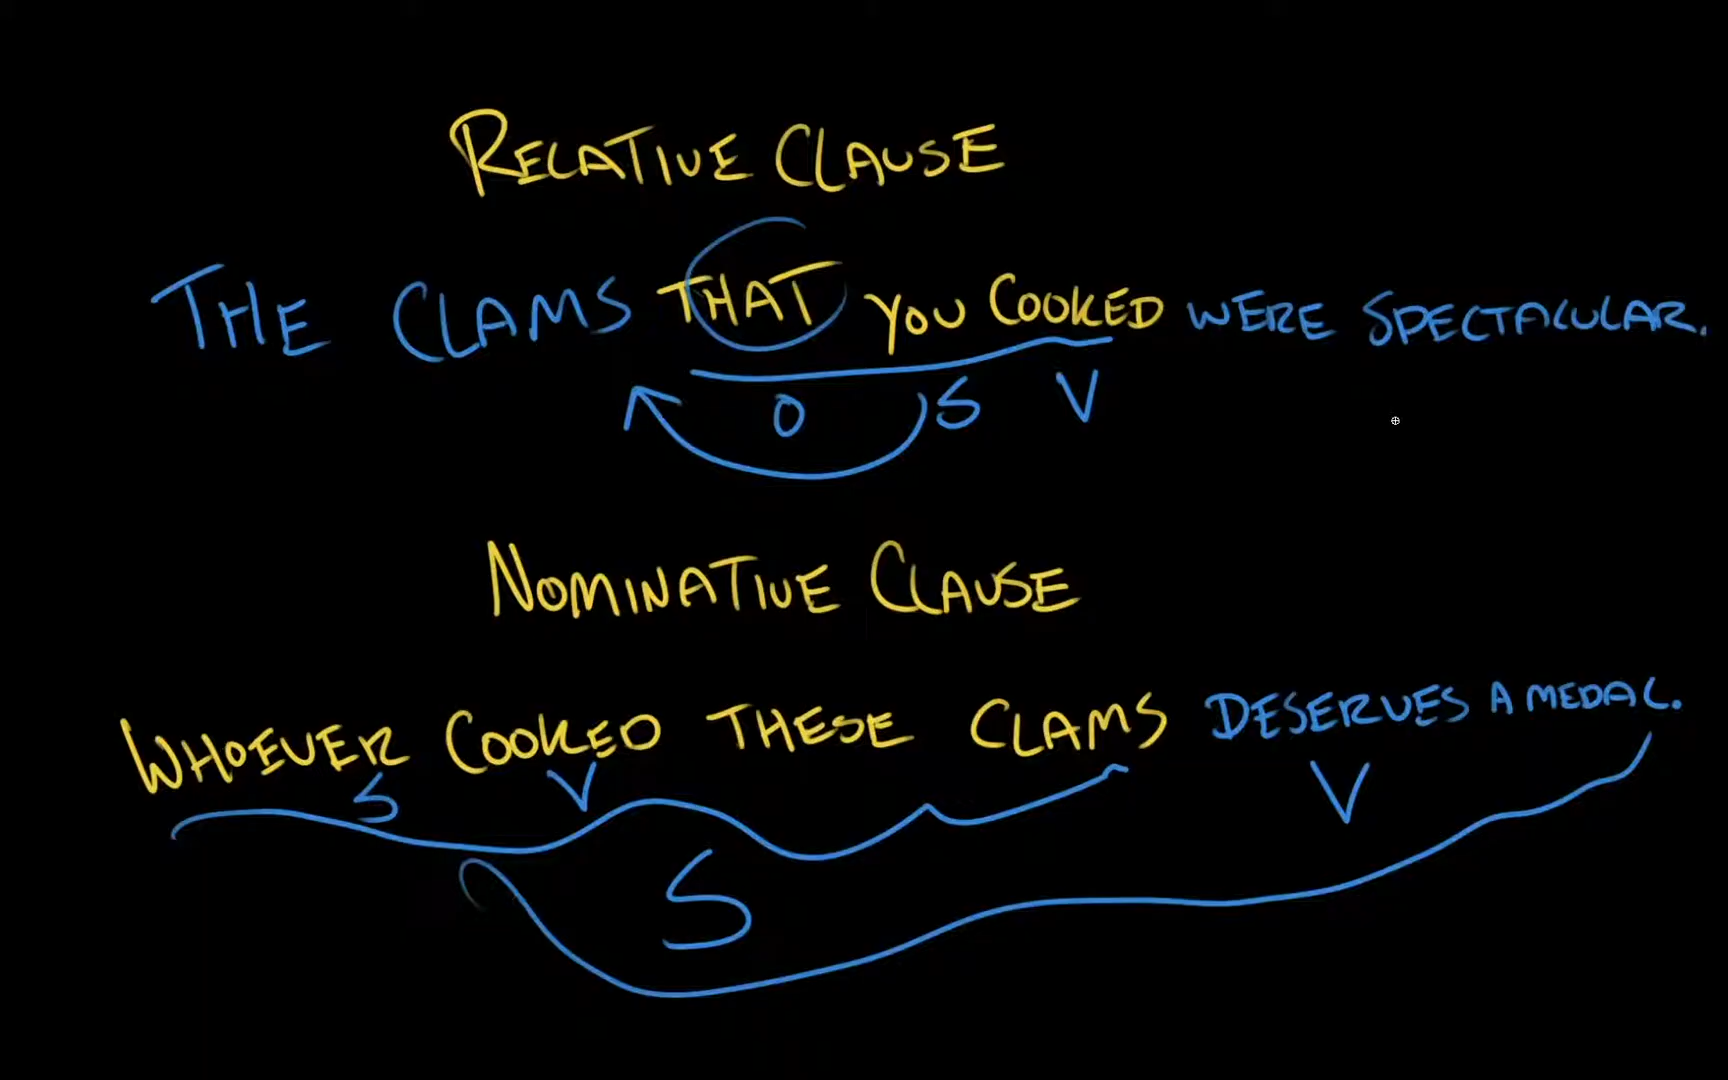 RELATIVE CLAUSE
THE CLAMS THAT YOU COOKED WERE SPECTACULAR.
O S V
NOMINATIVE CLAUSE
WHOEVER COOKED THESE CLAMS DESERVES A MEDAL.
S V V
S